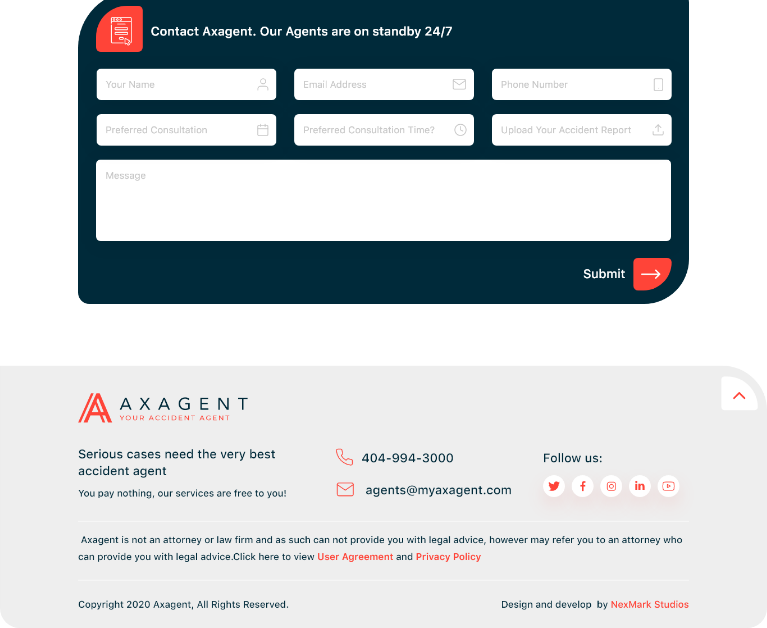 Contact Axagent. Our Agents are on standby 24/7
Your Name
Email Address
Phone Number
Preferred Consultation
Preferred Consultation Time?
Upload Your Accident Report
Message
Submit
AXAGENT
YOUR ACCIDENT AGENT
Serious cases need the very best
accident agent
You pay nothing, our services are free to you!
404-994-3000
agents@myaxagent.com
Follow us:
Axagent is not an attorney or law firm and as such can not provide you with legal advice, however may refer you to an attorney who
can provide you with legal advice.Click here to view User Agreement and Privacy Policy
Copyright 2020 Axagent, All Rights Reserved.
Design and develop by NexMark Studios